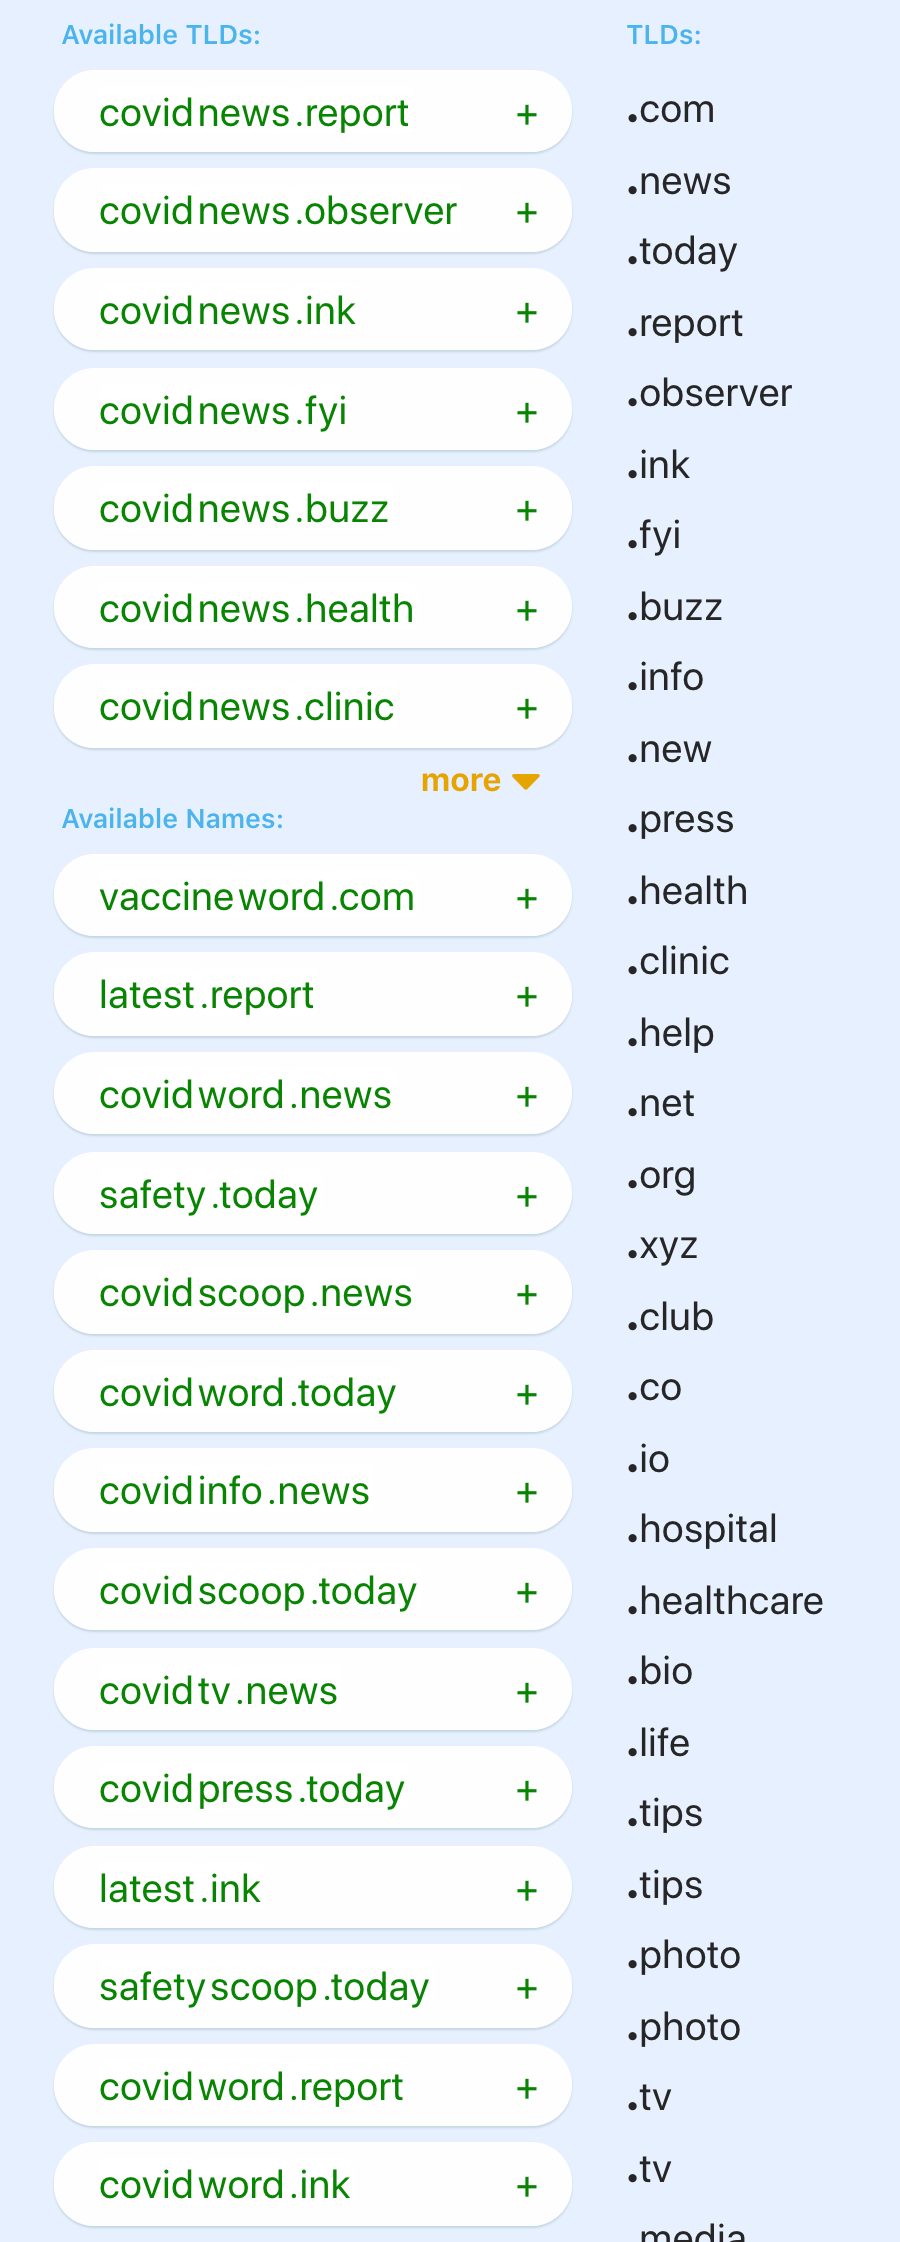 Available TLDs:
covidnews.report +
covidnews.observer +
covidnews.ink +
covidnews.fyi +
covidnews.buzz +
covidnews.health +
covidnews.clinic +
more
Available Names:
vaccineword.com +
latest.report +
covidword.news +
safety.today +
covidscoop.news +
covidword.today +
covidinfo.news +
covidscoop.today +
covidtv.news +
covidpress.today +
latest.ink +
safetyscoop.today +
covidword.report +
covidword.ink +
TLDs:
.com
.news
.today
.report
.observer
.ink
.fyi
.buzz
.info
.new
.press
.health
.clinic
.help
.net
.org
.xyz
.club
.co
.io
.hospital
.healthcare
.bio
.life
.tips
.tips
.photo
.photo
.tv
.tv
.media